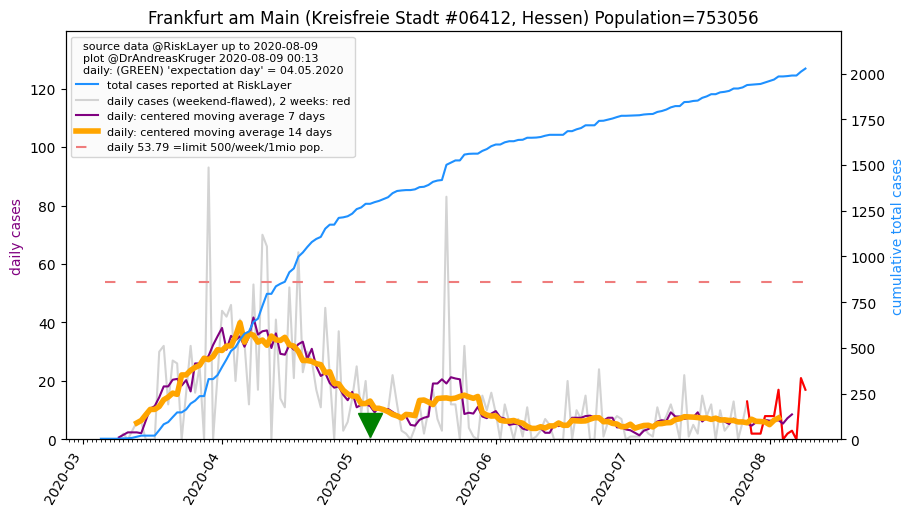 Frankfurt am Main (Kreisfreie Stadt #06412, Hessen) Population=753056
source data @RiskLayer up to 2020-08-09
plot @DrAndreasKruger 2020-08-09 00:13
daily: (GREEN) 'expectation day' = 04.05.2020
total cases reported at RiskLayer
daily cases (weekend-flawed), 2 weeks: red
daily: centered moving average 7 days
daily: centered moving average 14 days
daily 53.79 =limit 500/week/1mio pop.
daily cases
120
100
80
60
40
20
0
2000
1750
1500
1250
1000
750
500
250
0
cumulative total cases
2020-03
2020-04
2020-05
2020-06
2020-07
2020-08